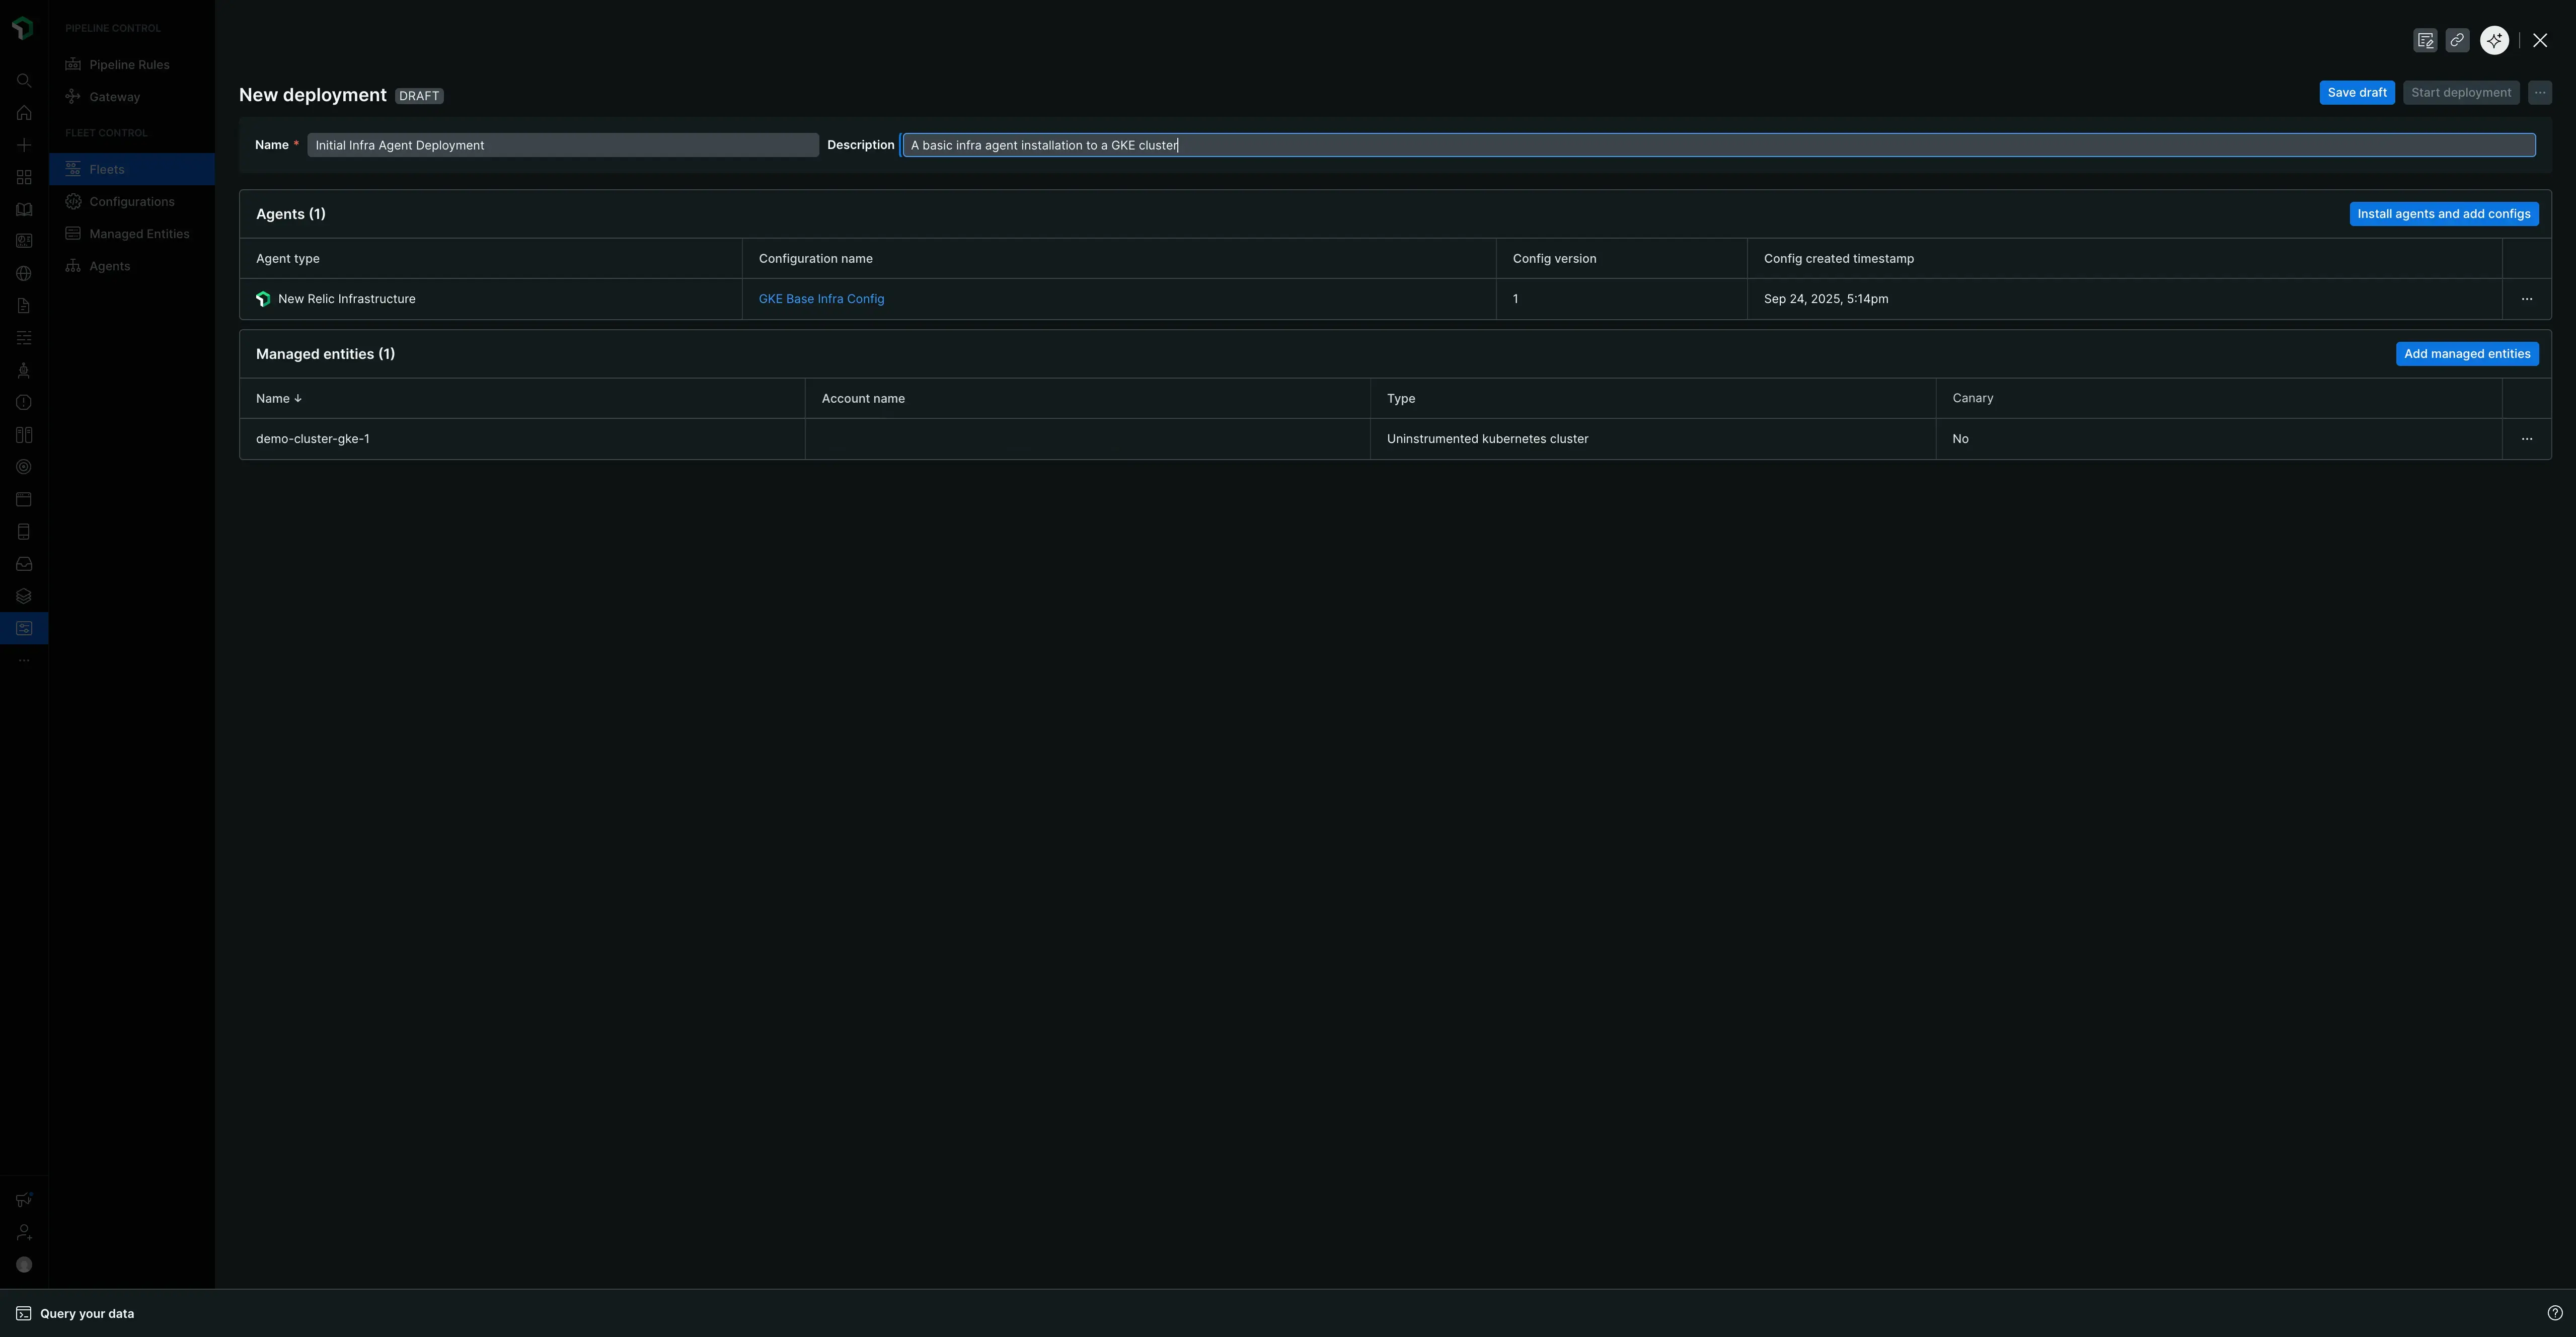 PIPELINE CONTROL
Pipeline Rules
Gateway
FLEET CONTROL
Fleets
Configurations
Managed Entities
Agents
New deployment DRAFT
Save draft Start deployment
Name * Initial Infra Agent Deployment Description A basic infra agent installation to a GKE cluster
Agents (1) Install agents and add configs
Agent type Configuration name Config version Config created timestamp
New Relic Infrastructure GKE Base Infra Config 1 Sep 24, 2025, 5:14pm
Managed entities (1) Add managed entities
Name ↓ Account name Type Canary
demo-cluster-gke-1 Uninstrumented kubernetes cluster No
Query your data